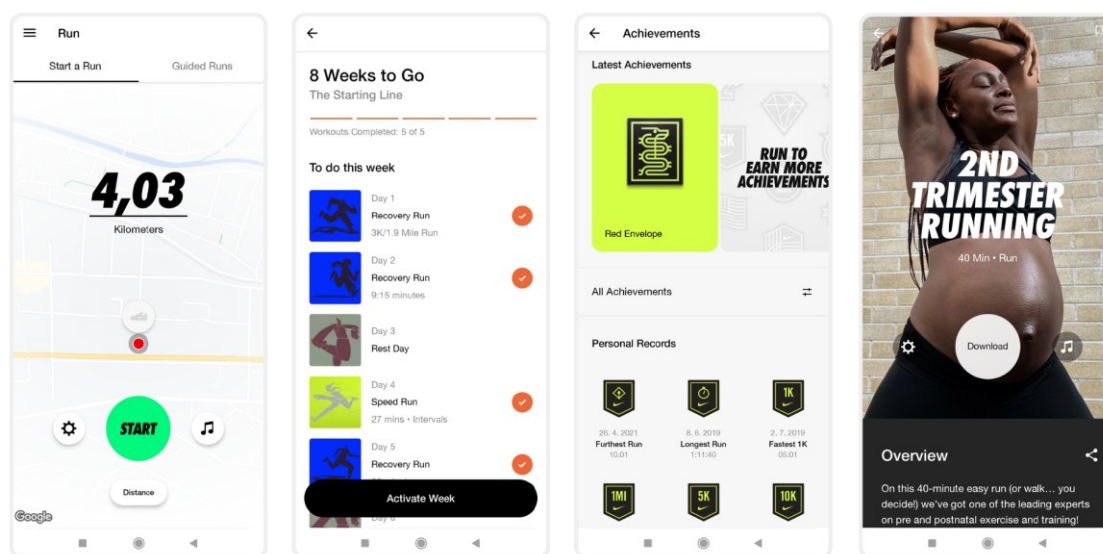 Run
Start a Run
Guided Runs
4,03
Kilometers
START
Distance
Google
8 Weeks to Go
The Starting Line
Workouts Completed: 5 of 5
To do this week
Day 1
Recovery Run
3K/1.9 Mile Run
Day 2
Recovery Run
9:15 minutes
Day 3
Rest Day
Day 4
Speed Run
27 mins • Intervals
Day 5
Recovery Run
Activate Week
Day 6
Achievements
Latest Achievements
Red Envelope
5K
RUN TO
EARN MORE
ACHIEVEMENTS
All Achievements
Personal Records
1K
26. 4. 2021
Furthest Run
10.01
8. 6. 2019
Longest Run
1:11:40
2. 7. 2019
Fastest 1K
05:01
1MI
5K
10K
2ND
TRIMESTER
RUNNING
40 Min • Run
Download
Overview
On this 40-minute easy run (or walk... you
decide!) we've got one of the leading experts
on pre and postnatal exercise and training!